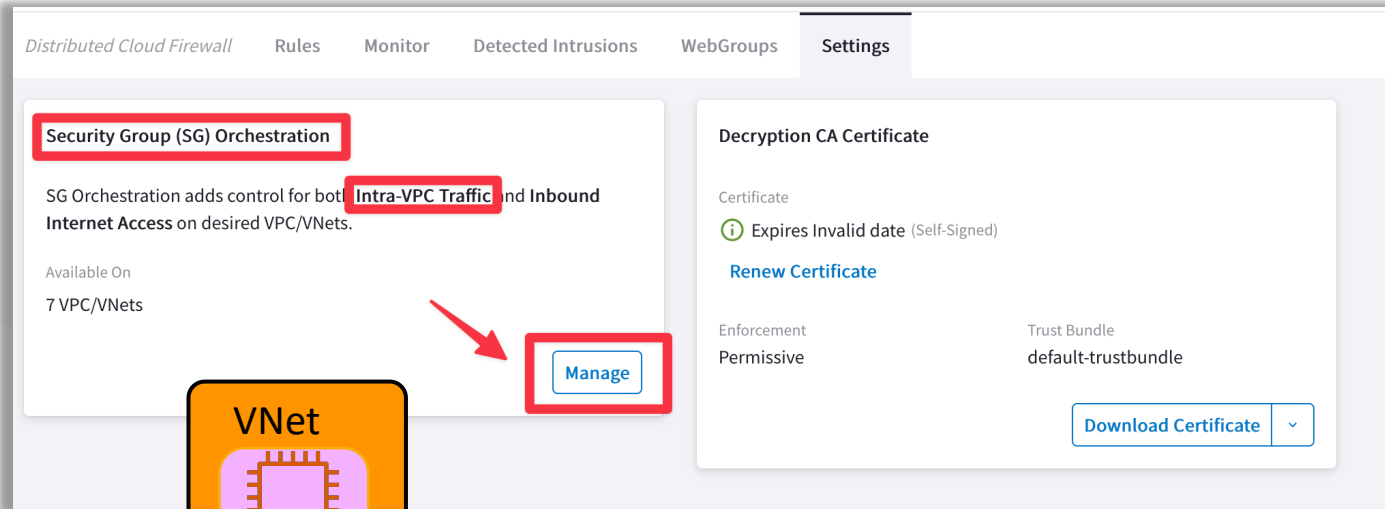 Distributed Cloud Firewall Rules Monitor Detected Intrusions WebGroups Settings
Security Group (SG) Orchestration
SG Orchestration adds control for both Intra-VPC Traffic and Inbound
Internet Access on desired VPC/VNets.
Available On
7 VPC/VNets
Manage
VNet
Decryption CA Certificate
Certificate
Expires Invalid date (Self-Signed)
Renew Certificate
Enforcement Trust Bundle
Permissive default-trustbundle
Download Certificate